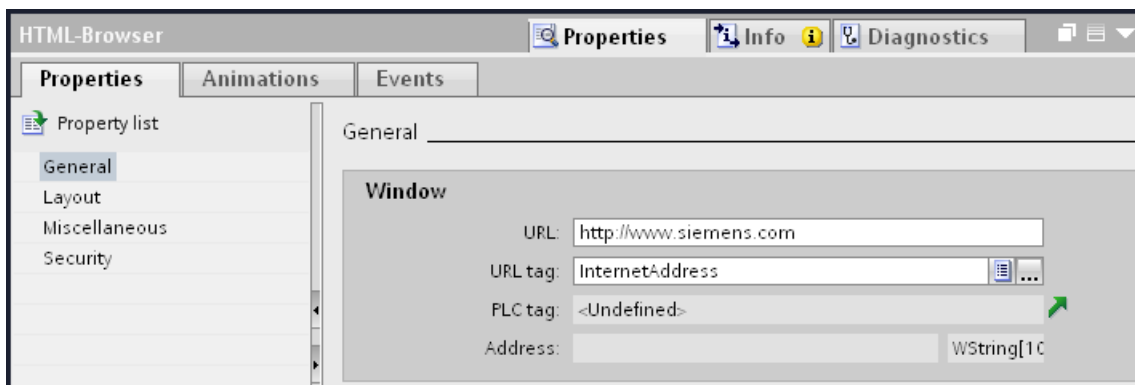 HTML-Browser
Properties Info Diagnostics
Properties Animations Events
Property list
General
Layout
Miscellaneous
Security
General
Window
URL: http://www.siemens.com
URL tag: InternetAddress ...
PLC tag: <Undefined>
Address: WString[10